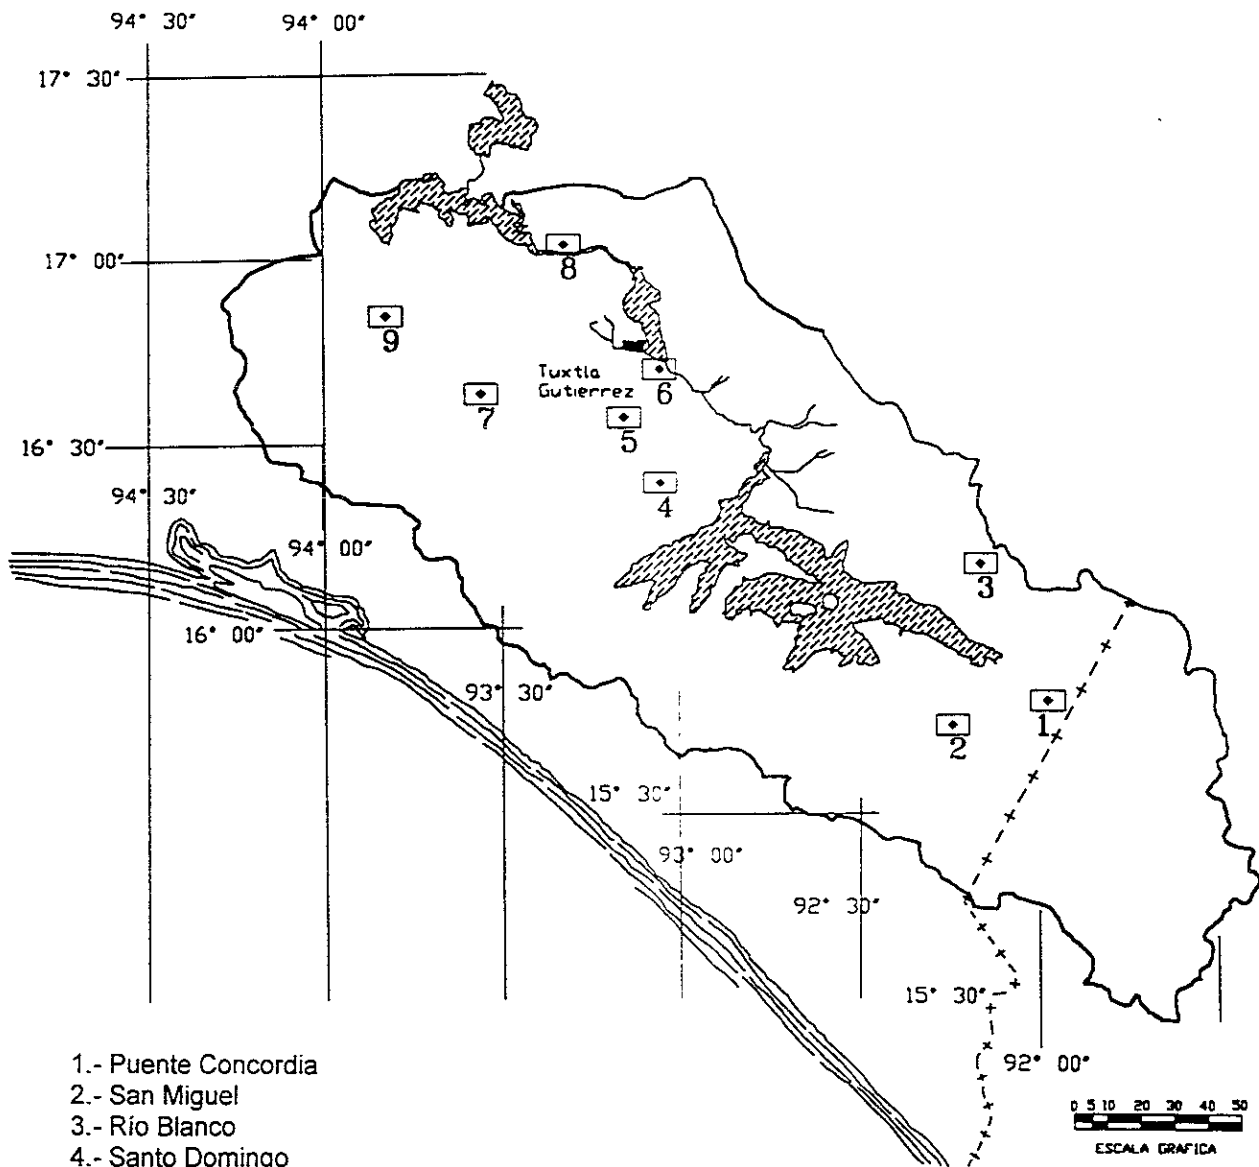 94° 30" 94° 00"
17° 30"
17° 00"
8
9
Tuxtla
Gutierrez
6
7
5
16° 30"
94° 30"
4
94° 00"
3
16° 00"
93° 30"
1
2
15° 30"
93° 00"
92° 30"
15° 30"
92° 00"
1.- Puente Concordia
2.- San Miguel
3.- Río Blanco
4.- Santo Domingo
0 5 10 20 30 40 50
ESCALA GRAFICA